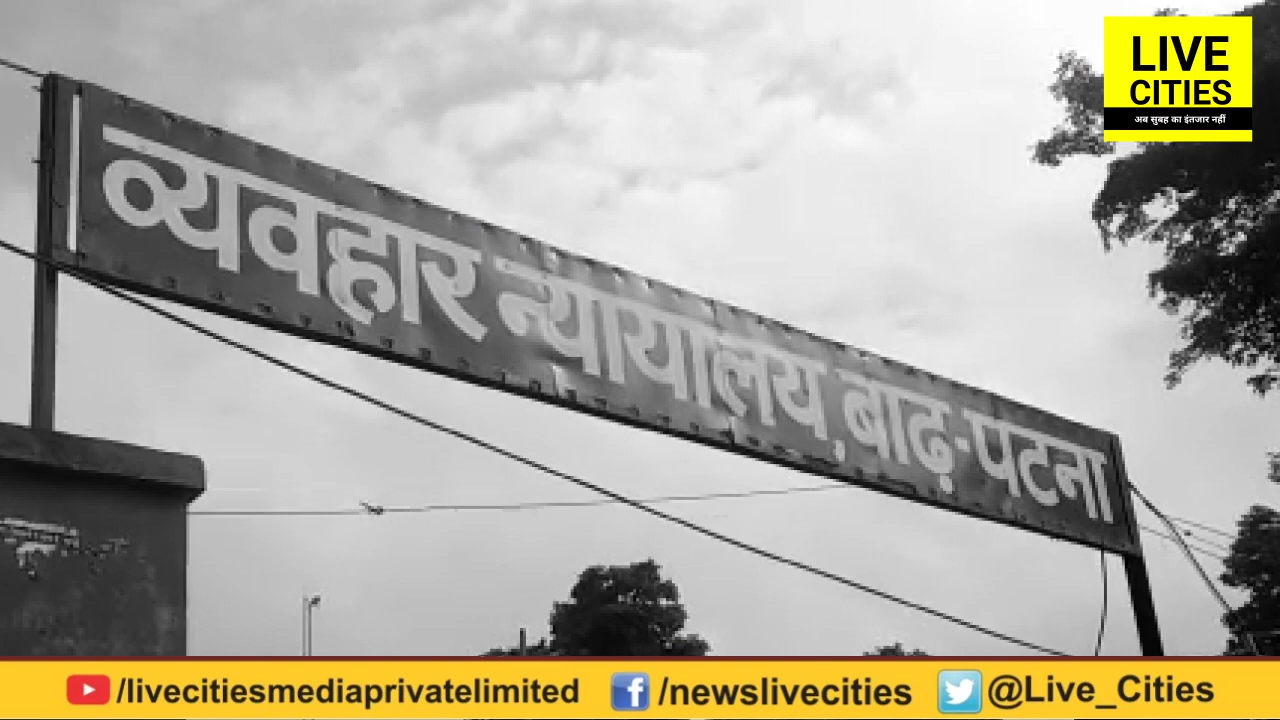 LIVE
CITIES
अब सुबह का इंतजार नहीं
व्यवहार न्यायालय, बाढ़-पटना
/livecitiesmediaprivatelimited
/newslivecities
@Live_Cities